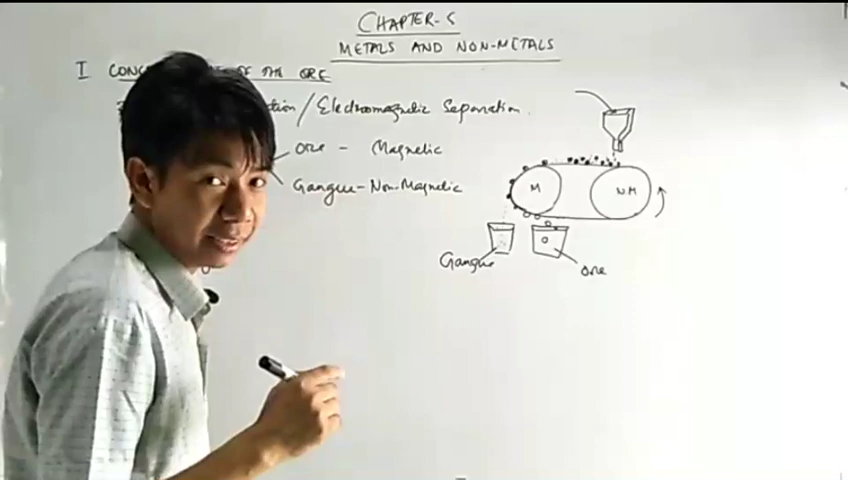 CHAPTER-5
METALS AND NON-METALS
I OF THE ORE
/Electromagnetic Separation
Ore - Magnetic
Gangue-Non-Magnetic
M
NM
Gangue
Ore